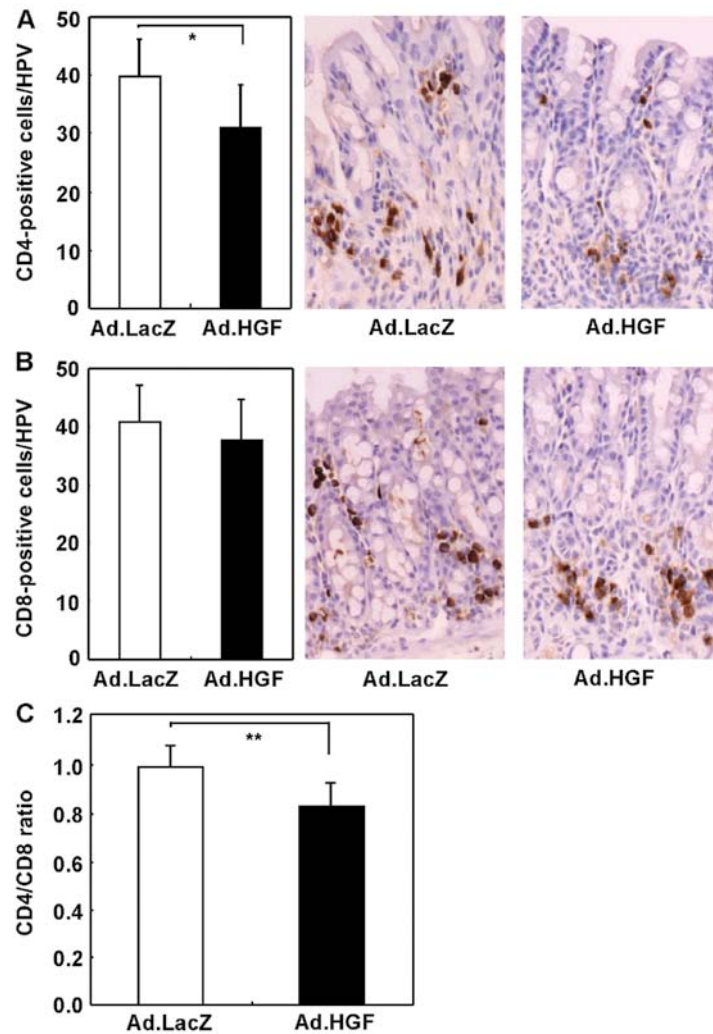 A
CD4-positive cells/HPV
50
40
30
20
10
0
*
Ad.LacZ
Ad.HGF
Ad.LacZ
Ad.HGF
B
CD8-positive cells/HPV
50
40
30
20
10
0
Ad.LacZ
Ad.HGF
Ad.LacZ
Ad.HGF
C
CD4/CD8 ratio
1.2
1.0
0.8
0.6
0.4
0.2
0.0
**
Ad.LacZ
Ad.HGF